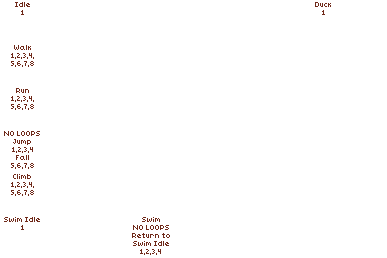 Idle
1
Duck
1
Walk
1,2,3,4,
5,6,7,8
Run
1,2,3,4,
5,6,7,8
NO LOOPS
Jump
1,2,3,4
Fall
5,6,7,8
Climb
1,2,3,4,
5,6,7,8
Swim Idle
1
Swim
NO LOOPS
Return to
Swim Idle
1,2,3,4